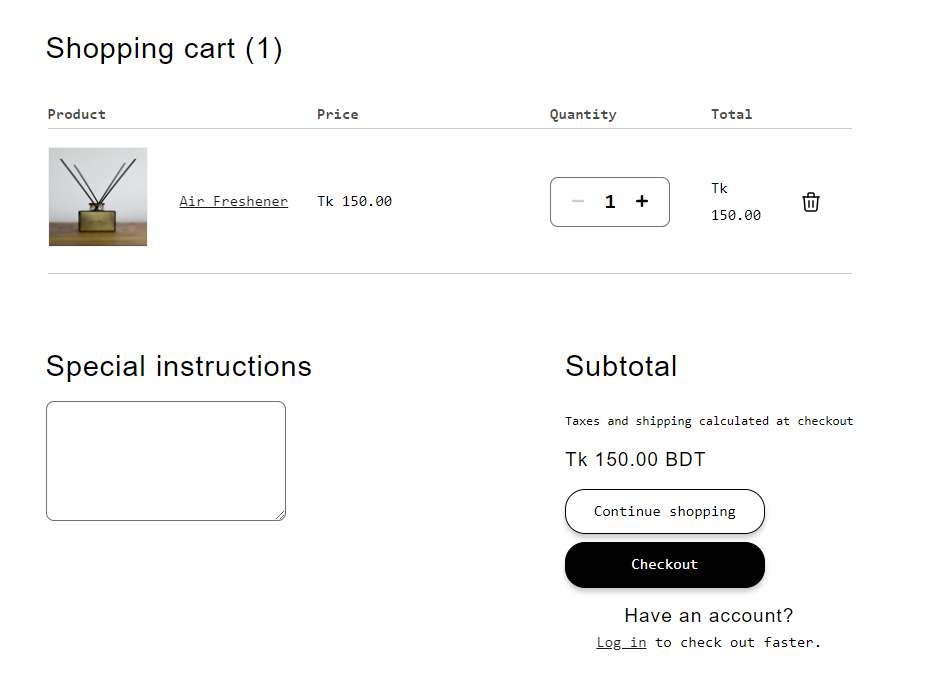 Shopping cart (1)
Product Price Quantity Total
Air Freshener Tk 150.00 − 1 + Tk
150.00
Special instructions
Subtotal
Taxes and shipping calculated at checkout
Tk 150.00 BDT
Continue shopping
Checkout
Have an account?
Log in to check out faster.